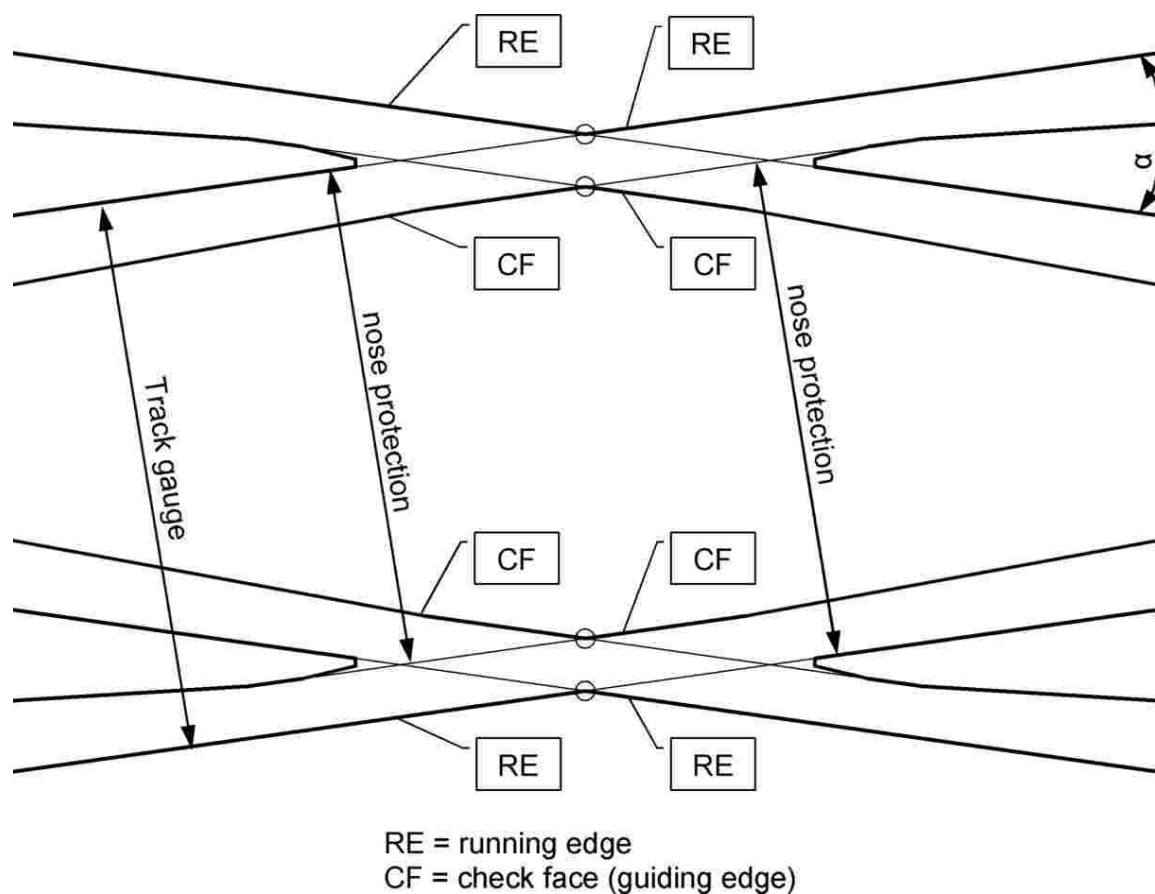 RE
RE
α
CF
CF
Track gauge
nose protection
nose protection
CF
CF
RE
RE
RE = running edge
CF = check face (guiding edge)